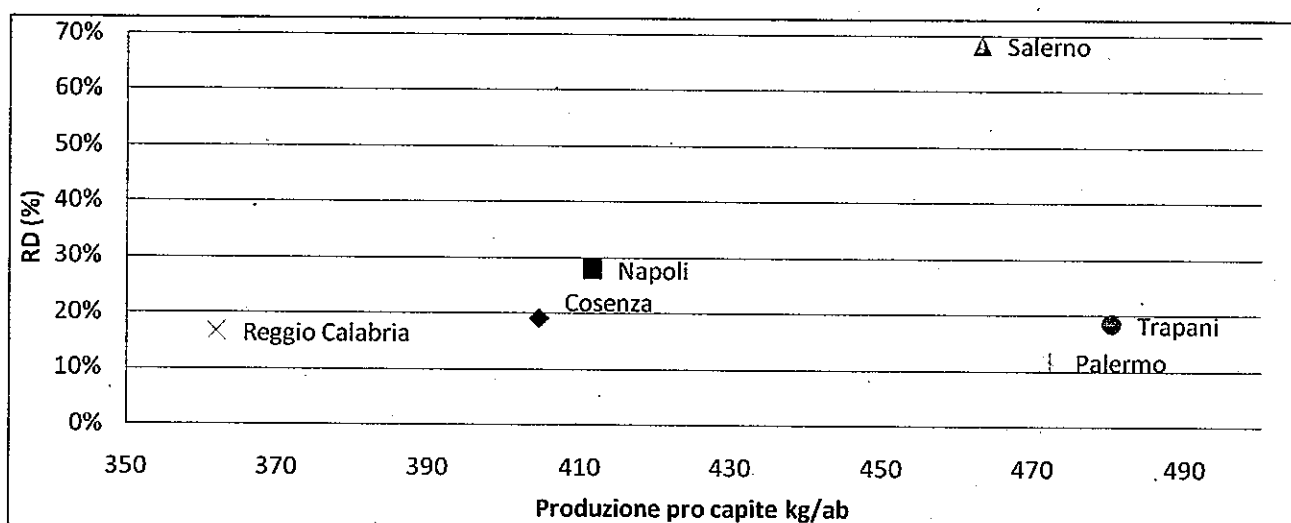 70%
Salerno
60%
50%
40%
RD (%)
30%
Napoli
Cosenza
20%
Reggio Calabria
Trapani
10%
Palermo
0%
350 370 390 410 430 450 470 490
Produzione pro capite kg/ab